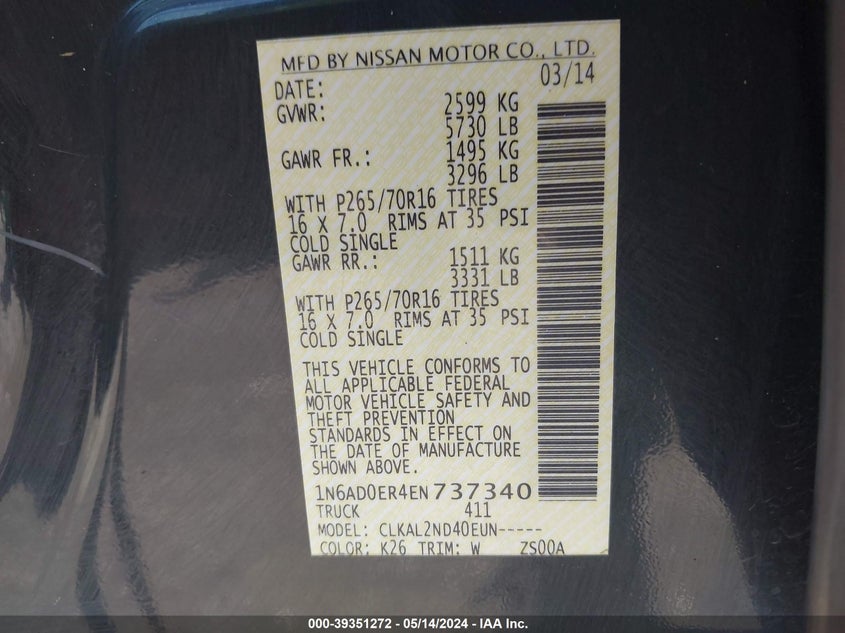 MFD BY NISSAN MOTOR CO., LTD.
DATE: 03/14
GVWR: 2599 KG
5730 LB
GAWR FR.: 1495 KG
3296 LB
WITH P265/70R16 TIRES
16 X 7.0 RIMS AT 35 PSI
COLD SINGLE
GAWR RR.: 1511 KG
3331 LB
WITH P265/70R16 TIRES
16 X 7.0 RIMS AT 35 PSI
COLD SINGLE
THIS VEHICLE CONFORMS TO
ALL APPLICABLE FEDERAL
MOTOR VEHICLE SAFETY AND
THEFT PREVENTION
STANDARDS IN EFFECT ON
THE DATE OF MANUFACTURE
SHOWN ABOVE.
1N6AD0ER4EN737340
TRUCK 411
MODEL: CLKAL2ND40EUN-----
COLOR: K26 TRIM: W ZS00A
000-39351272 - 05/14/2024 - IAA Inc.